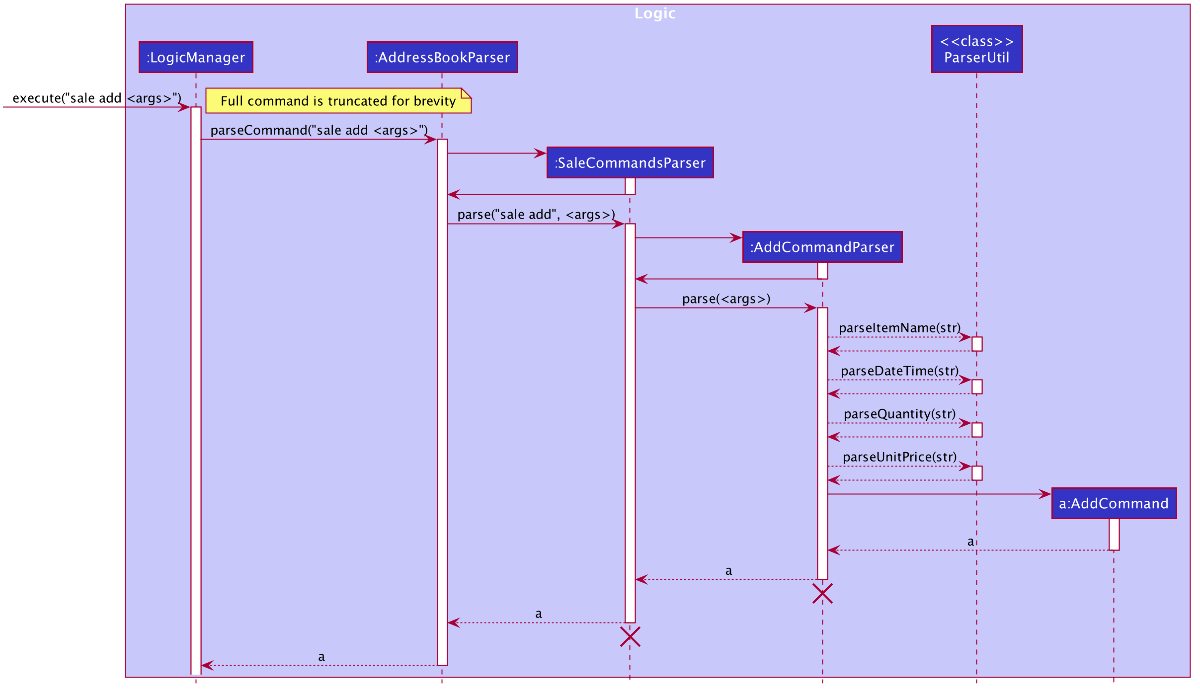 Logic
<<class>>
ParserUtil
:LogicManager
:AddressBookParser
execute("sale add <args>")
Full command is truncated for brevity
parseCommand("sale add <args>")
:SaleCommandsParser
parse("sale add", <args>)
:AddCommandParser
parse(<args>)
parseItemName(str)
parseDateTime(str)
parseQuantity(str)
parseUnitPrice(str)
a:AddCommand
a
a
a
a